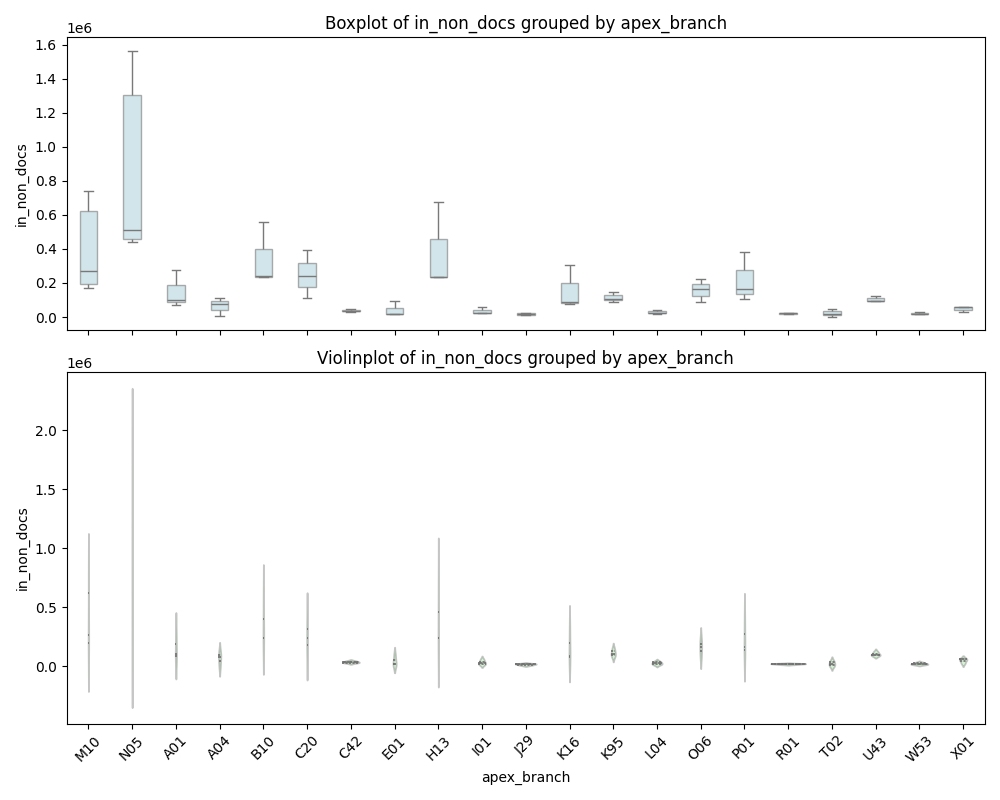 Boxplot of in_non_docs grouped by apex_branch
1e6
1.6
1.4
1.2
1.0
0.8
0.6
0.4
0.2
0.0
in_non_docs
Violinplot of in_non_docs grouped by apex_branch
1e6
2.0
1.5
1.0
0.5
0.0
in_non_docs
M10 N05 A01 A04 B10 C20 C42 E01 H13 I01 J29 K16 K95 L04 O06 P01 R01 T02 U43 W53 X01
apex_branch